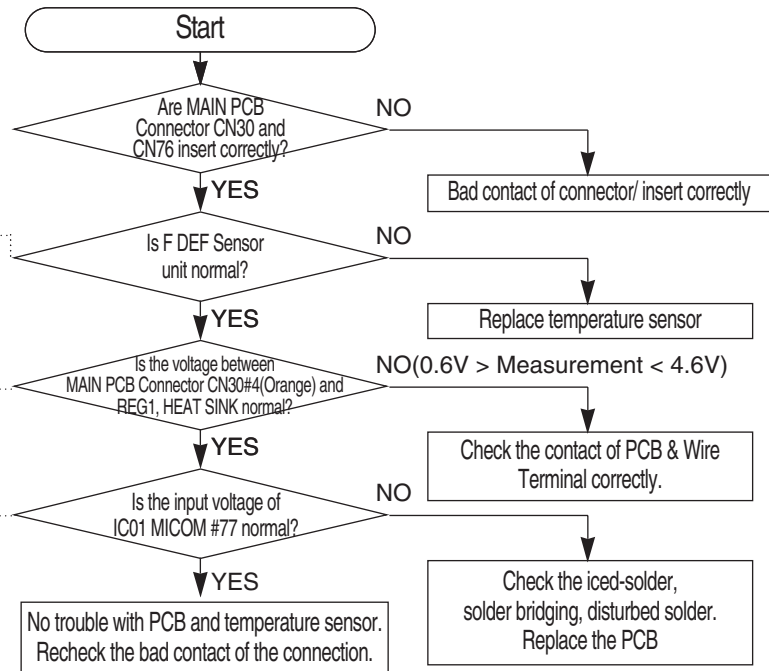 Start
Are MAIN PCB
Connector CN30 and
CN76 insert correctly?
NO
YES
Bad contact of connector/ insert correctly
Is F DEF Sensor
unit normal?
NO
YES
Replace temperature sensor
Is the voltage between
MAIN PCB Connector CN30#4(Orange) and
REG1, HEAT SINK normal?
NO(0.6V > Measurement < 4.6V)
YES
Check the contact of PCB & Wire
Terminal correctly.
Is the input voltage of
IC01 MICOM #77 normal?
NO
YES
Check the iced-solder,
solder bridging, disturbed solder.
Replace the PCB
No trouble with PCB and temperature sensor.
Recheck the bad contact of the connection.